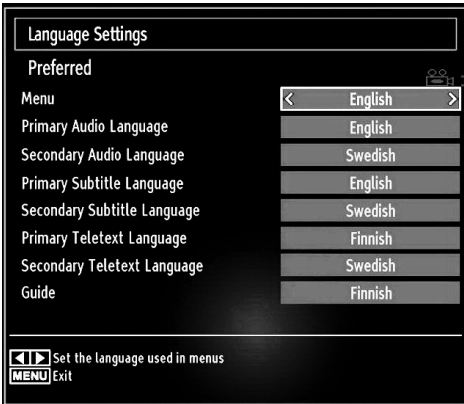 Language Settings
Preferred
Menu < English >
Primary Audio Language English
Secondary Audio Language Swedish
Primary Subtitle Language English
Secondary Subtitle Language Swedish
Primary Teletext Language Finnish
Secondary Teletext Language Swedish
Guide Finnish
Set the language used in menus
MENU Exit